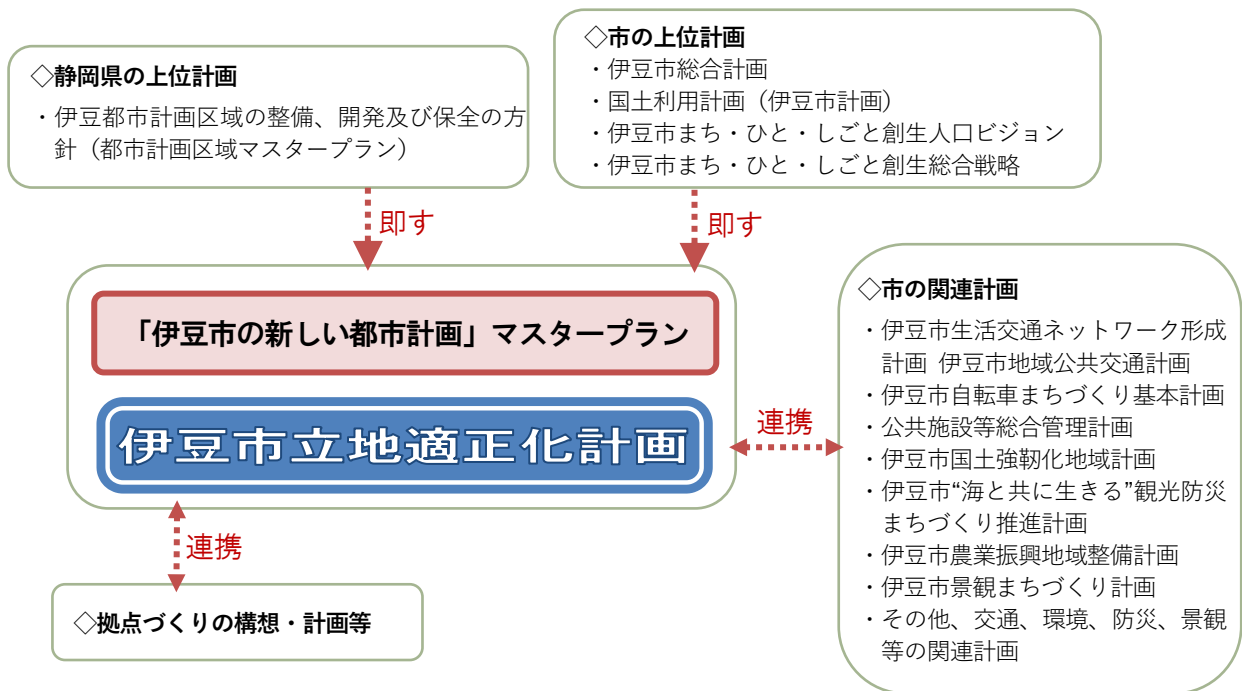 ◇静岡県の上位計画
・伊豆都市計画区域の整備、開発及び保全の方
針（都市計画区域マスタープラン）
◇市の上位計画
・伊豆市総合計画
・国土利用計画（伊豆市計画）
・伊豆市まち・ひと・しごと創生人口ビジョン
・伊豆市まち・ひと・しごと創生総合戦略
即す
即す
「伊豆市の新しい都市計画」マスタープラン
伊豆市立地適正化計画
連携
◇市の関連計画
・伊豆市生活交通ネットワーク形成
計画 伊豆市地域公共交通計画
・伊豆市自転車まちづくり基本計画
・公共施設等総合管理計画
・伊豆市国土強靭化地域計画
・伊豆市“海と共に生きる”観光防災
まちづくり推進計画
・伊豆市農業振興地域整備計画
・伊豆市景観まちづくり計画
・その他、交通、環境、防災、景観
等の関連計画
連携
◇拠点づくりの構想・計画等